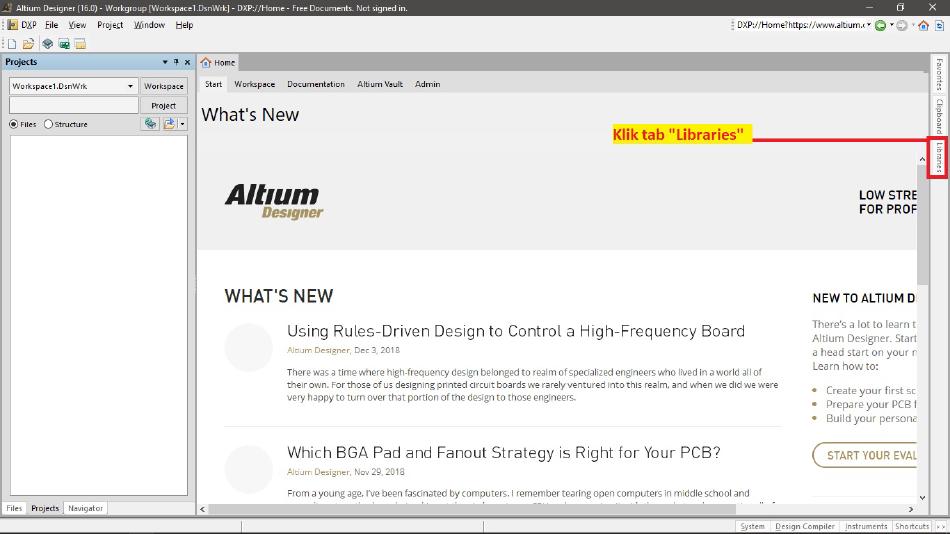 Altium Designer (16.0) - Workgroup [Workspace1.DsnWrk] - DXP://Home - Free Documents. Not signed in.
DXP File View Project Window Help
DXP://Home?https://www.altium.c
Projects
Home
Workspace1.DsnWrk Workspace
Project
Files Structure
Start Workspace Documentation Altium Vault Admin
What's New
Klik tab "Libraries"
Favorites
Clipboard
Libraries
Altium
Designer
LOW STRE
FOR PROF
WHAT'S NEW
Using Rules-Driven Design to Control a High-Frequency Board
Altium Designer, Dec 3, 2018
There was a time where high-frequency design belonged to realm of specialized engineers who lived in a world all of
their own. For those of us designing printed circuit boards we rarely ventured into this realm, and when we did we were
very happy to turn over that portion of the design to those engineers.
Which BGA Pad and Fanout Strategy is Right for Your PCB?
Altium Designer, Nov 29, 2018
From a young age, I've been fascinated by computers. I remember tearing open computers in middle school and
NEW TO ALTIUM D
There's a lot to learn t
Altium Designer. Start
a head start on your n
Learn how to:
Create your first sc
Prepare your PCB f
Build your persona
START YOUR EVAL
Files Projects Navigator
System Design Compiler Instruments Shortcuts >>